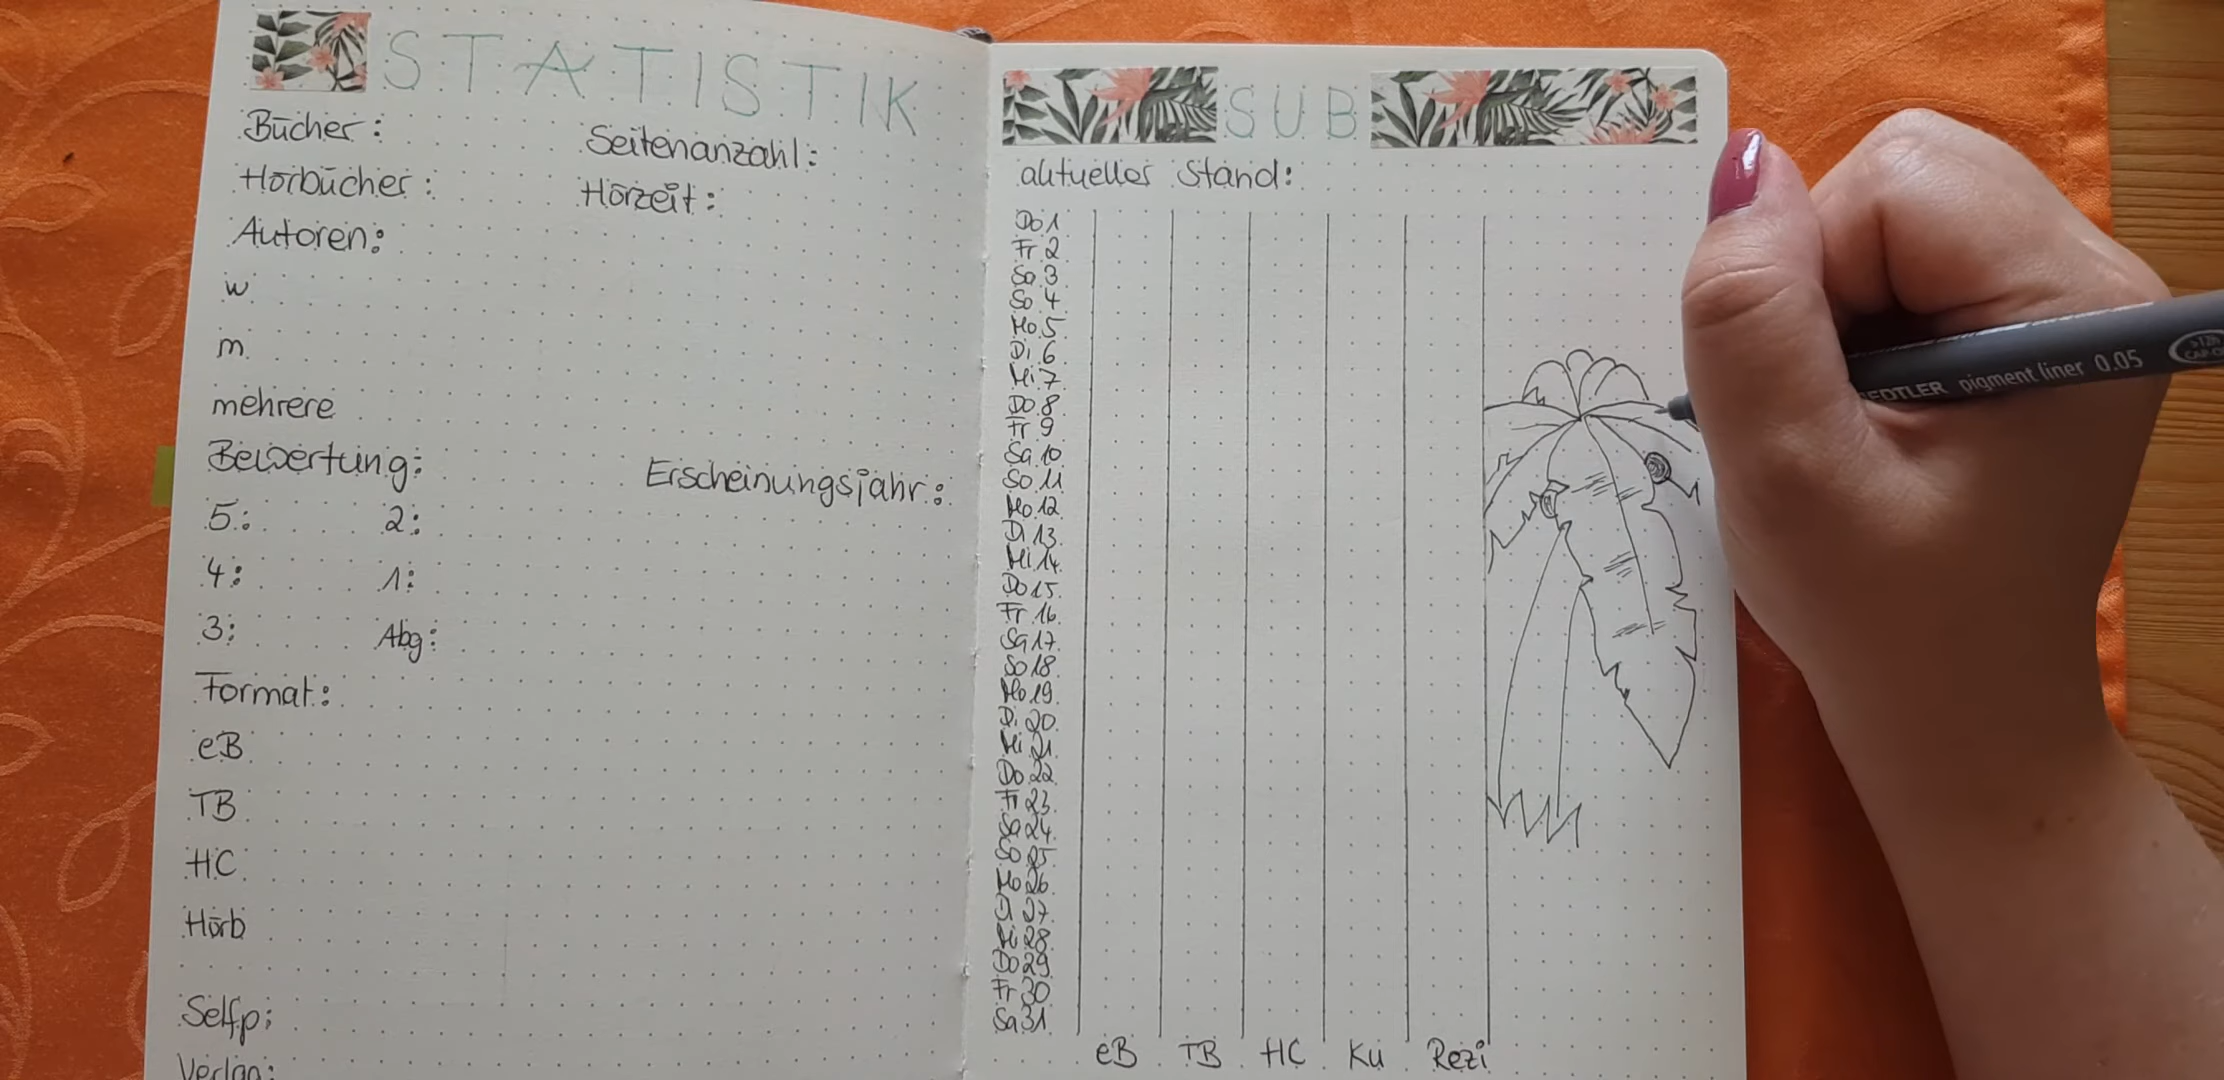 STATISTIK
Bücher:
Seitenanzahl:
Hörbücher:
Hörzeit:
Autoren:
w
m
mehrere
Bewertung:
Erscheinungsjahr:
5:
2:
4:
1:
3:
Abg:
Format:
eB
TB
HC
Hörb
Selfp:
Verlag:
SUB
aktueller Stand:
Do 1
Fr 2
Sa 3
So 4
Mo 5
Di 6
Mi 7
Do 8
Fr 9
Sa 10
So 11
Mo 12
Di 13
Mi 14
Do 15
Fr 16
Sa 17
So 18
Mo 19
Di 20
Mi 21
Do 22
Fr 23
Sa 24
So 25
Mo 26
Di 27
Mi 28
Do 29
Fr 30
Sa 31
eB TB HC Ku Rezi
EDTLER pigment liner 0.05